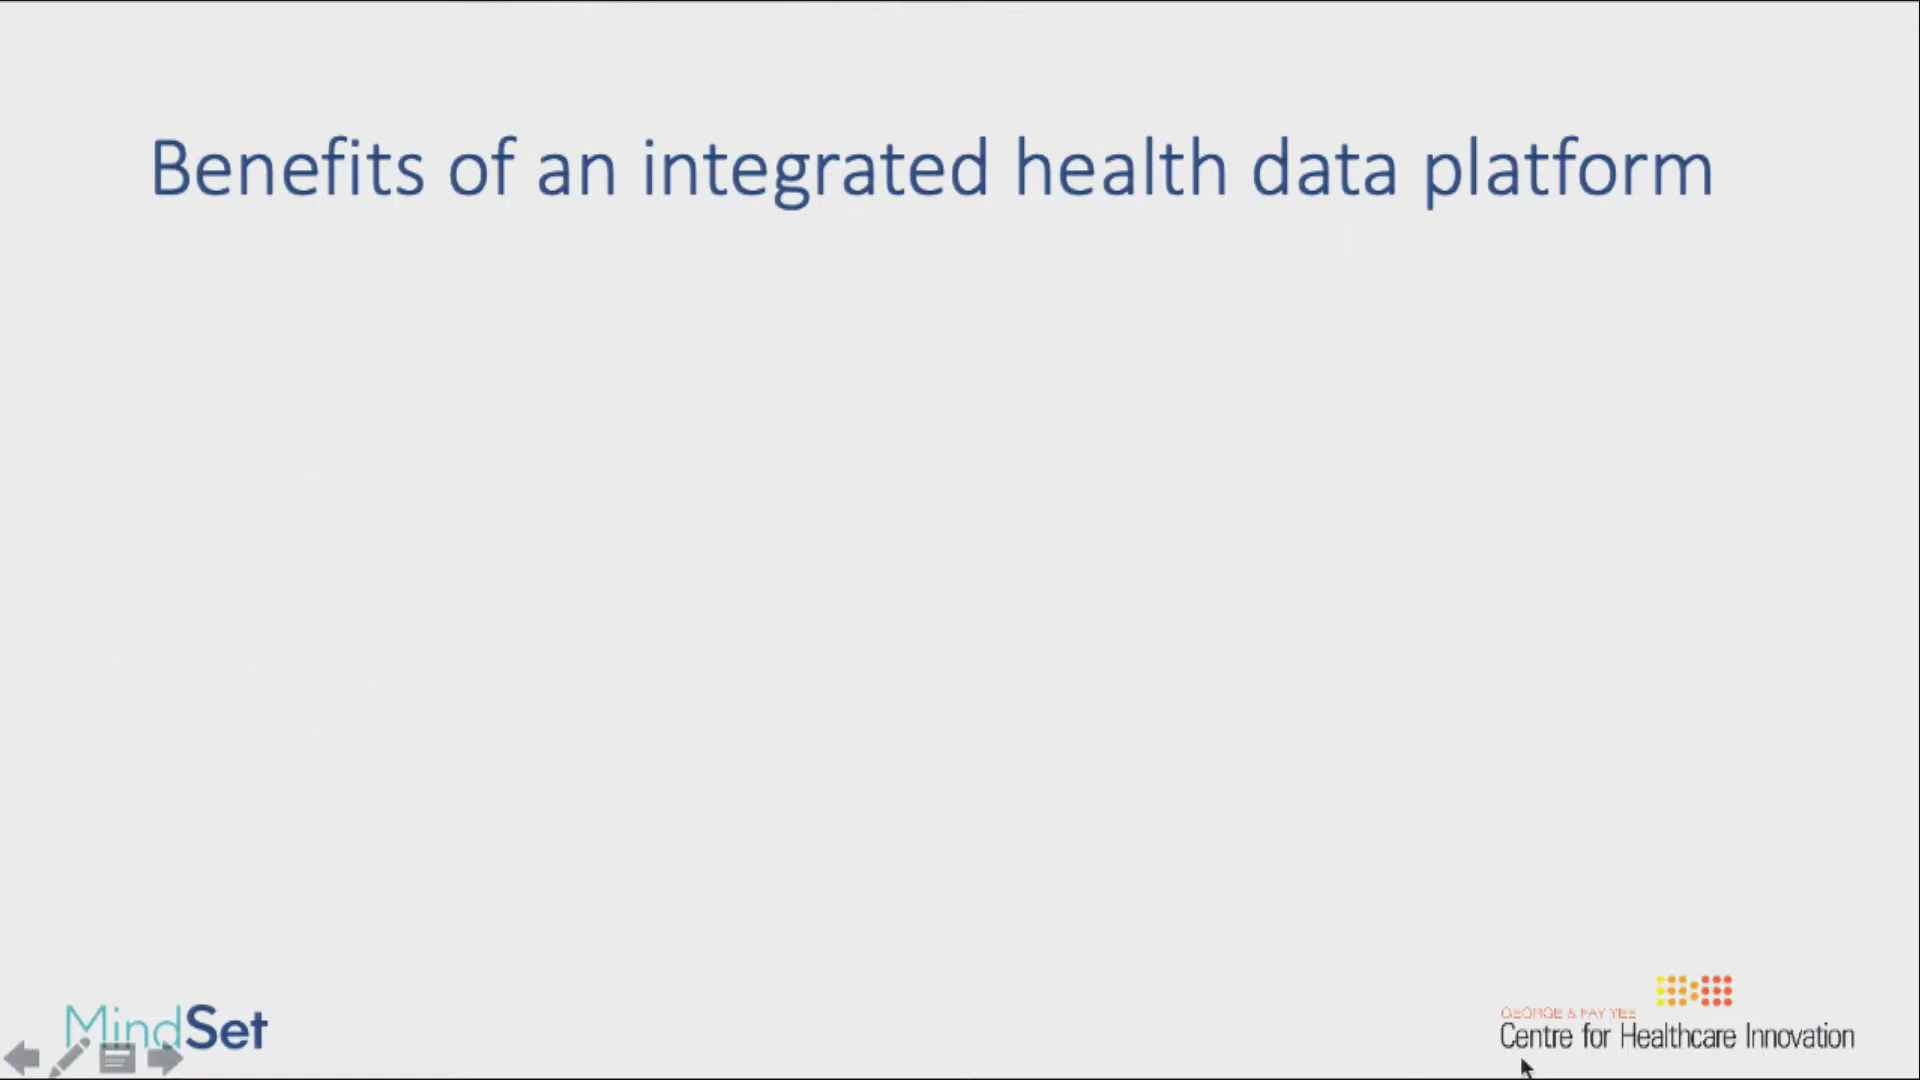 Benefits of an integrated health data platform
MindSet
GEORGE & FAY YEE
Centre for Healthcare Innovation